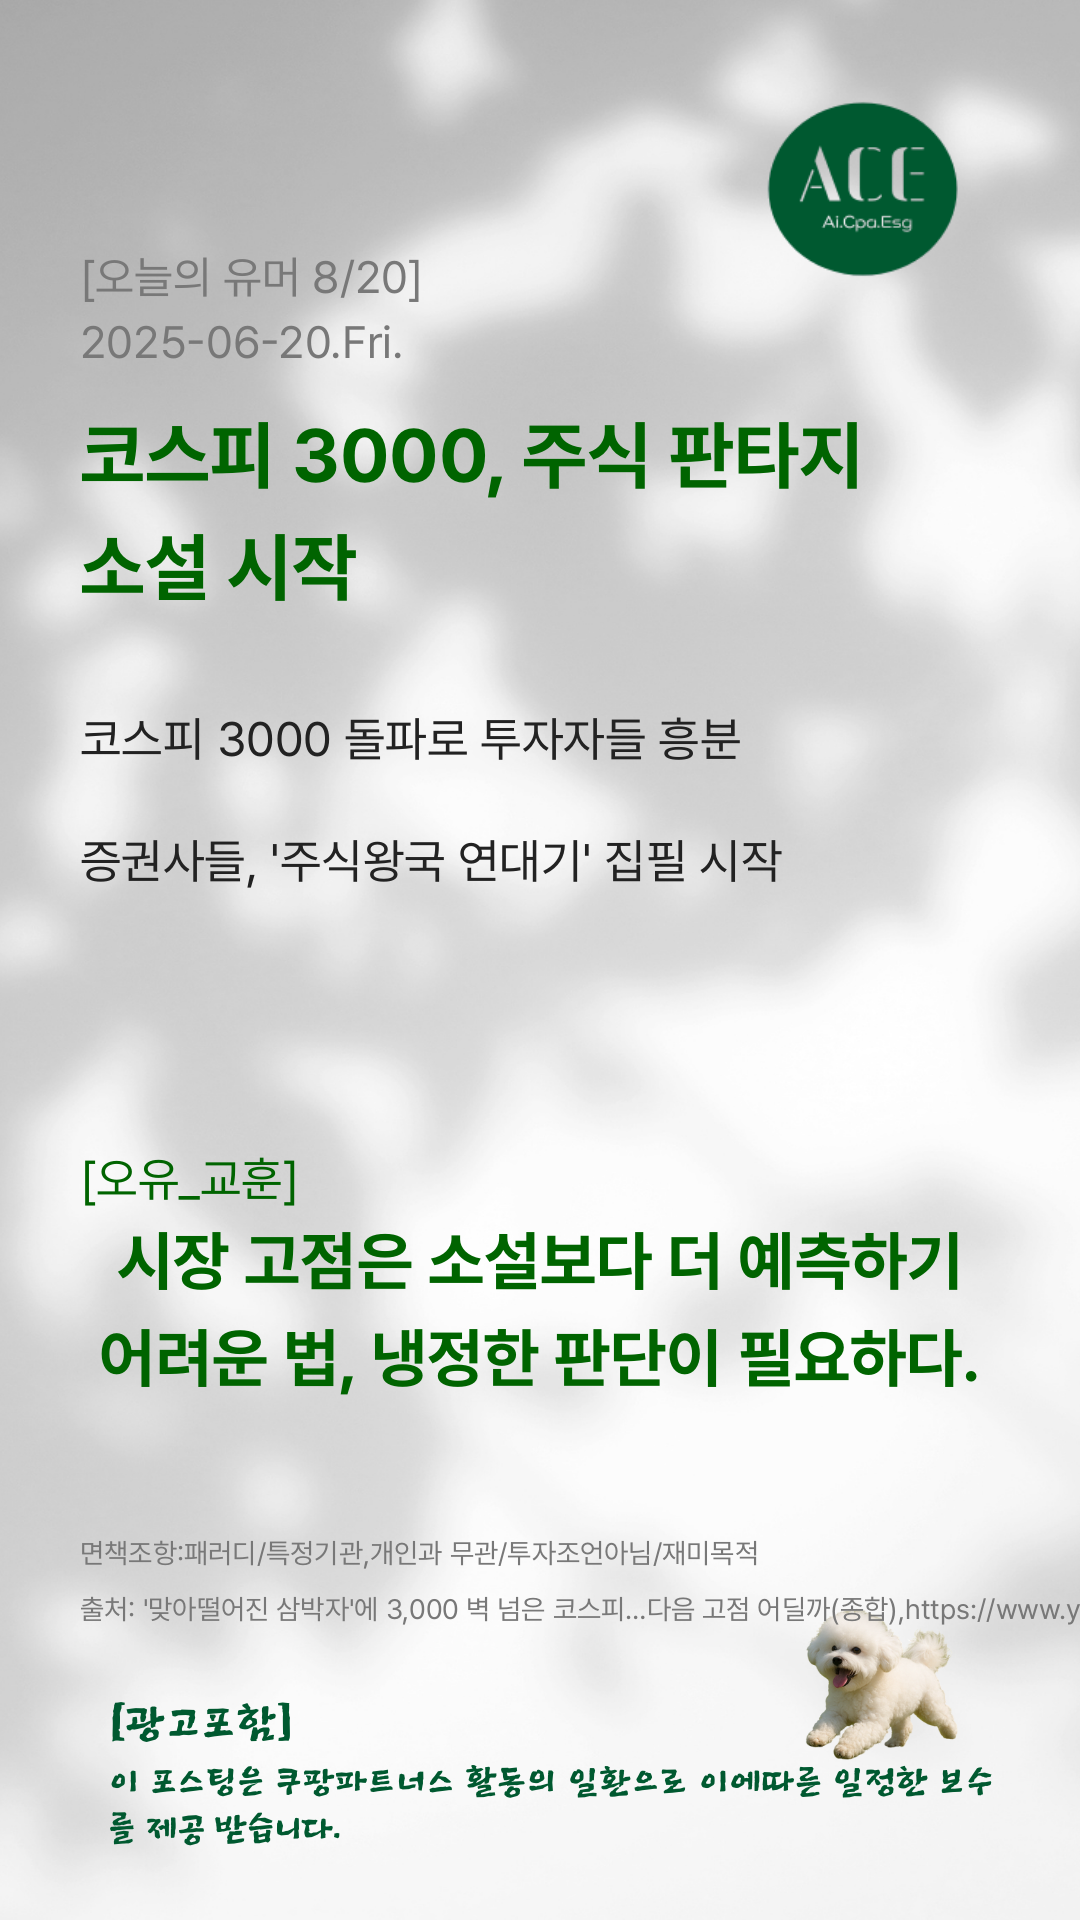 ACE
Ai.Cpa.Esg
[오늘의 유머 8/20]
2025-06-20.Fri.
코스피 3000, 주식 판타지
소설 시작
코스피 3000 돌파로 투자자들 흥분
증권사들, '주식왕국 연대기' 집필 시작
[오유_교훈]
시장 고점은 소설보다 더 예측하기
어려운 법, 냉정한 판단이 필요하다.
면책조항:패러디/특정기관,개인과 무관/투자조언아님/재미목적
출처: '맞아떨어진 삼박자'에 3,000 벽 넘은 코스피…다음 고점 어딜까(종합),https://www.y
[광고포함]
이 포스팅은 쿠팡파트너스 활동의 일환으로 이에따른 일정한 보수
를 제공 받습니다.